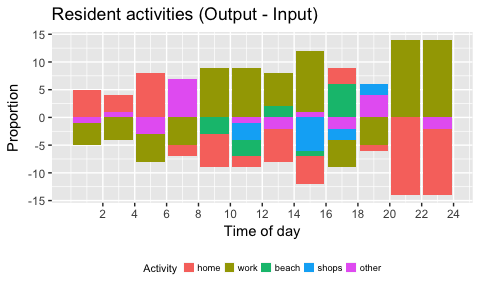 Resident activities (Output - Input)
Proportion
15
10
5
0
-5
-10
-15
2 4 6 8 10 12 14 16 18 20 22 24
Time of day
Activity home work beach shops other